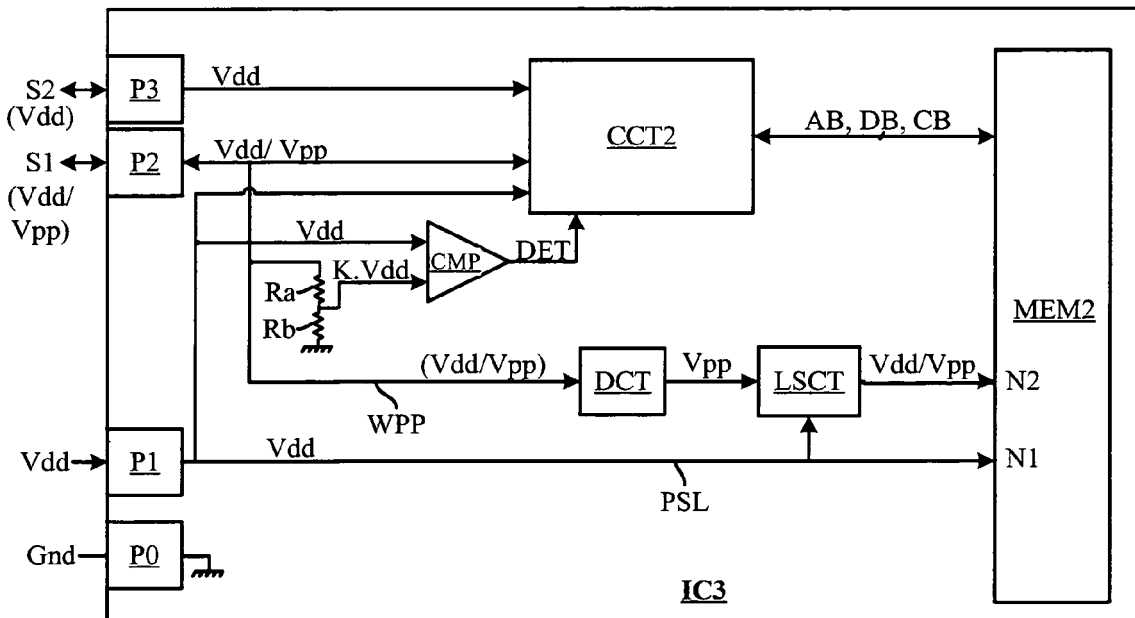 S2
(Vdd)
P3
Vdd
S1
(Vdd/
Vpp)
P2
Vdd/ Vpp
CCT2
AB, DB, CB
Vdd
CMP
DET
K.Vdd
Ra
Rb
MEM2
(Vdd/Vpp)
DCT
Vpp
LSCT
Vdd/Vpp
N2
WPP
Vdd
P1
Vdd
N1
PSL
Gnd
P0
IC3